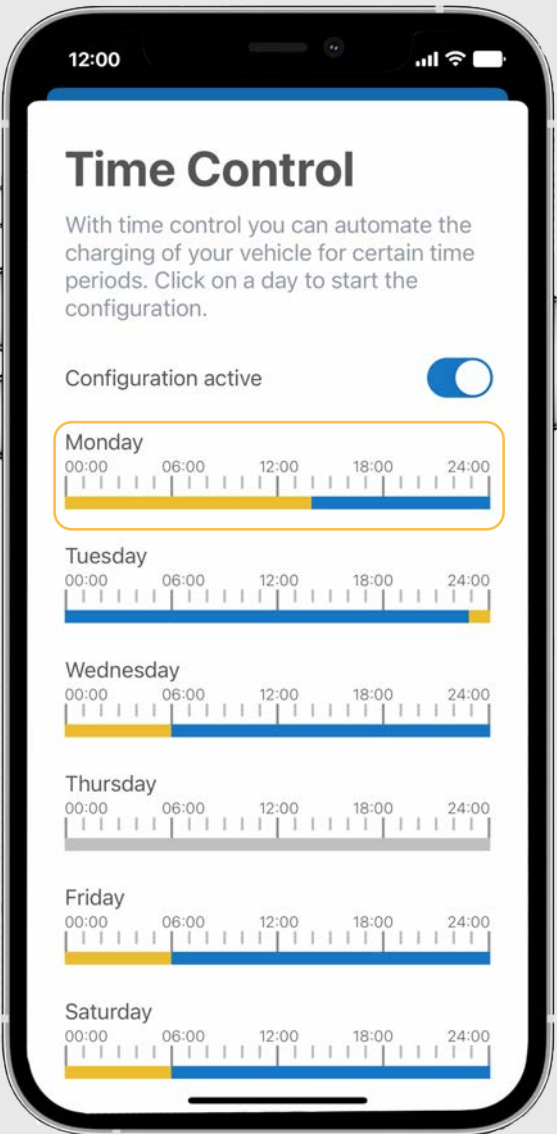 12:00
Time Control
With time control you can automate the
charging of your vehicle for certain time
periods. Click on a day to start the
configuration.
Configuration active
Monday
00:00 06:00 12:00 18:00 24:00
Tuesday
00:00 06:00 12:00 18:00 24:00
Wednesday
00:00 06:00 12:00 18:00 24:00
Thursday
00:00 06:00 12:00 18:00 24:00
Friday
00:00 06:00 12:00 18:00 24:00
Saturday
00:00 06:00 12:00 18:00 24:00